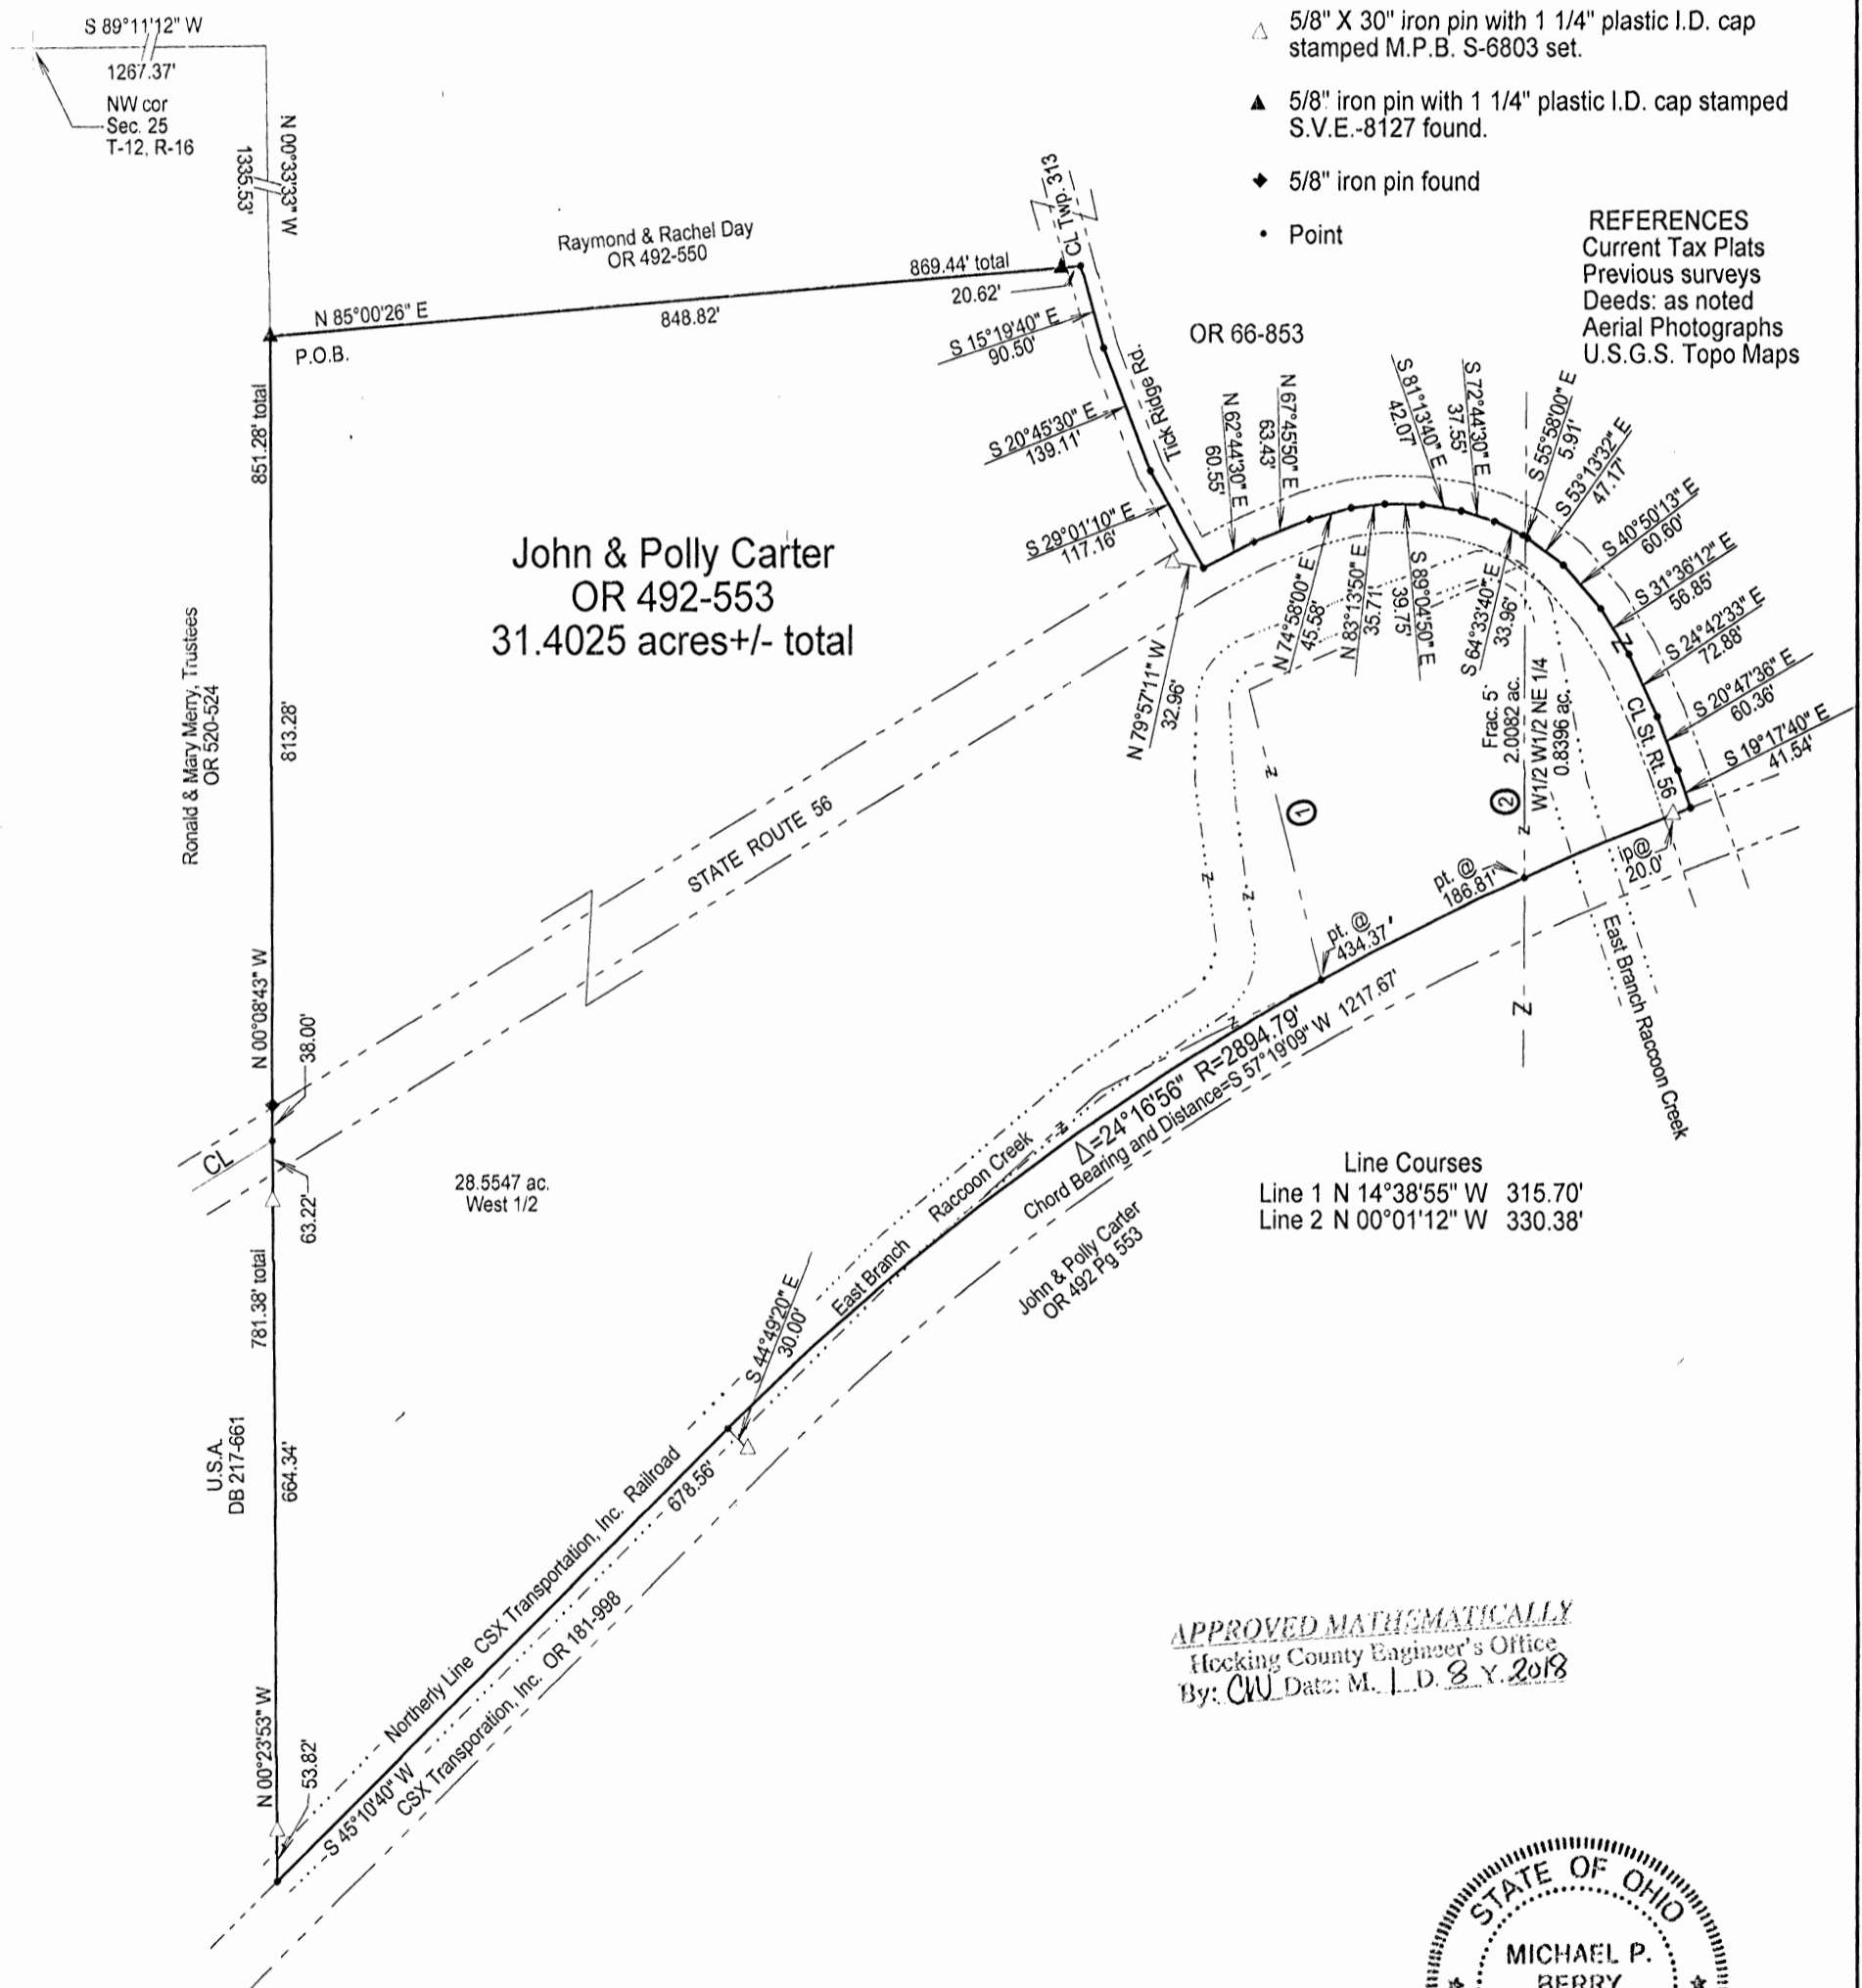 S 89°11'12" W
1267.37'
NW cor
Sec. 25
T-12, R-16
N 00°33'33" W
1335.53'
5/8" X 30" iron pin with 1 1/4" plastic I.D. cap
stamped M.P.B. S-6803 set.
5/8" iron pin with 1 1/4" plastic I.D. cap stamped
S.V.E.-8127 found.
5/8" iron pin found
Point
REFERENCES
Current Tax Plats
Previous surveys
Deeds: as noted
Aerial Photographs
U.S.G.S. Topo Maps
Raymond & Rachel Day
OR 492-550
869.44' total
20.62'
N 85°00'26" E
848.82'
P.O.B.
CL Twp. 313
Tick Ridge Rd.
OR 66-853
S 15°19'40" E
90.50'
S 20°45'30" E
139.11'
S 29°01'10" E
117.16'
N 62°44'30" E
60.55'
N 67°45'50" E
63.43'
S 81°13'40" E
42.07'
S 72°44'30" E
37.55'
S 55°58'00" E
5.91'
S 53°13'32" E
47.17'
S 40°50'13" E
60.60'
S 31°36'12" E
56.85'
S 24°42'33" E
72.88'
S 20°47'36" E
60.36'
S 19°17'40" E
41.54'
N 79°57'11" W
32.96'
N 74°58'00" E
45.58'
N 83°13'50" E
35.71'
S 89°04'50" E
39.75'
S 64°33'40" E
33.96'
John & Polly Carter
OR 492-553
31.4025 acres+/- total
851.28' total
Ronald & Mary Merry, Trustees
OR 520-524
813.28'
N 00°08'43" W
38.00'
CL
63.22'
STATE ROUTE 56
Frac. 5
2.0082 ac.
W1/2 W1/2 NE 1/4
0.8396 ac.
1
2
Z
Z
Z
Z
Z
Z
CL St. Rt. 56
ip@
20.0'
pt. @
186.81'
pt. @
434.37'
East Branch Raccoon Creek
Z
Z
Δ=24°16'56" R=2894.79'
Chord Bearing and Distance=S 57°19'09" W 1217.67'
East Branch Raccoon Creek
John & Polly Carter
OR 492 Pg 553
Line Courses
Line 1 N 14°38'55" W 315.70'
Line 2 N 00°01'12" W 330.38'
28.5547 ac.
West 1/2
781.38' total
U.S.A.
DB 217-661
664.34'
N 00°23'53" W
53.82'
S 44°49'20" E
30.00'
678.56'
Northerly Line CSX Transportation, Inc. Railroad
S 45°10'40" W
CSX Transporation, Inc. OR 181-998
APPROVED MATHEMATICALLY
Hocking County Engineer's Office
By: CW Date: M. 1 D. 8 Y. 2018
STATE OF OHIO
MICHAEL P.
BERRY